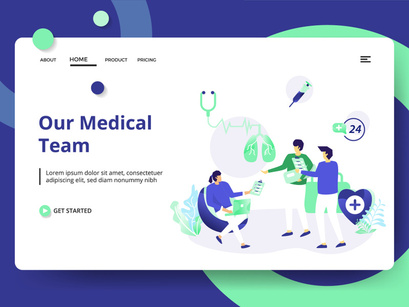 ABOUT
HOME
PRODUCT
PRICING
Our Medical
Team
Lorem ipsum dolor sit amet, consectetuer
adipiscing elit, sed diam nonummy nibh
GET STARTED
24